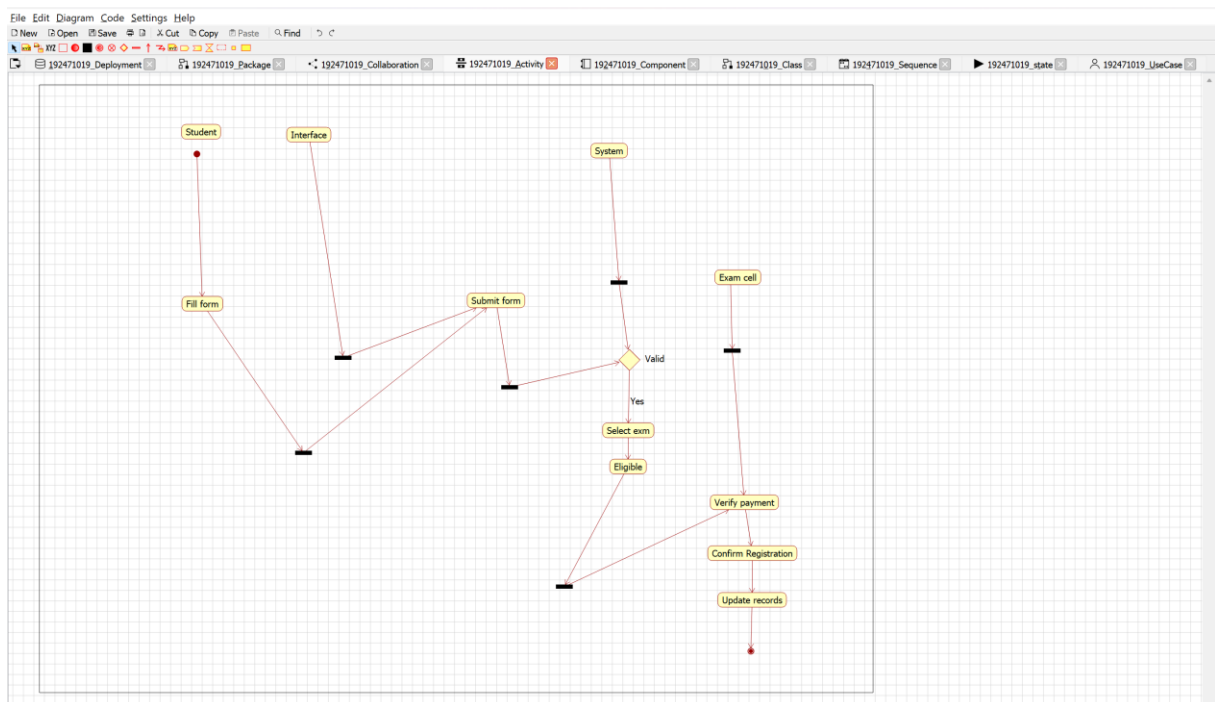 File Edit Diagram Code Settings Help
New Open Save Cut Copy Paste Find
XYZ
192471019_Deployment 192471019_Package 192471019_Collaboration 192471019_Activity 192471019_Component 192471019_Class 192471019_Sequence 192471019_state 192471019_UseCase
Student
Interface
System
Exam cell
Fill form
Submit form
Valid
Yes
Select exm
Eligible
Verify payment
Confirm Registration
Update records